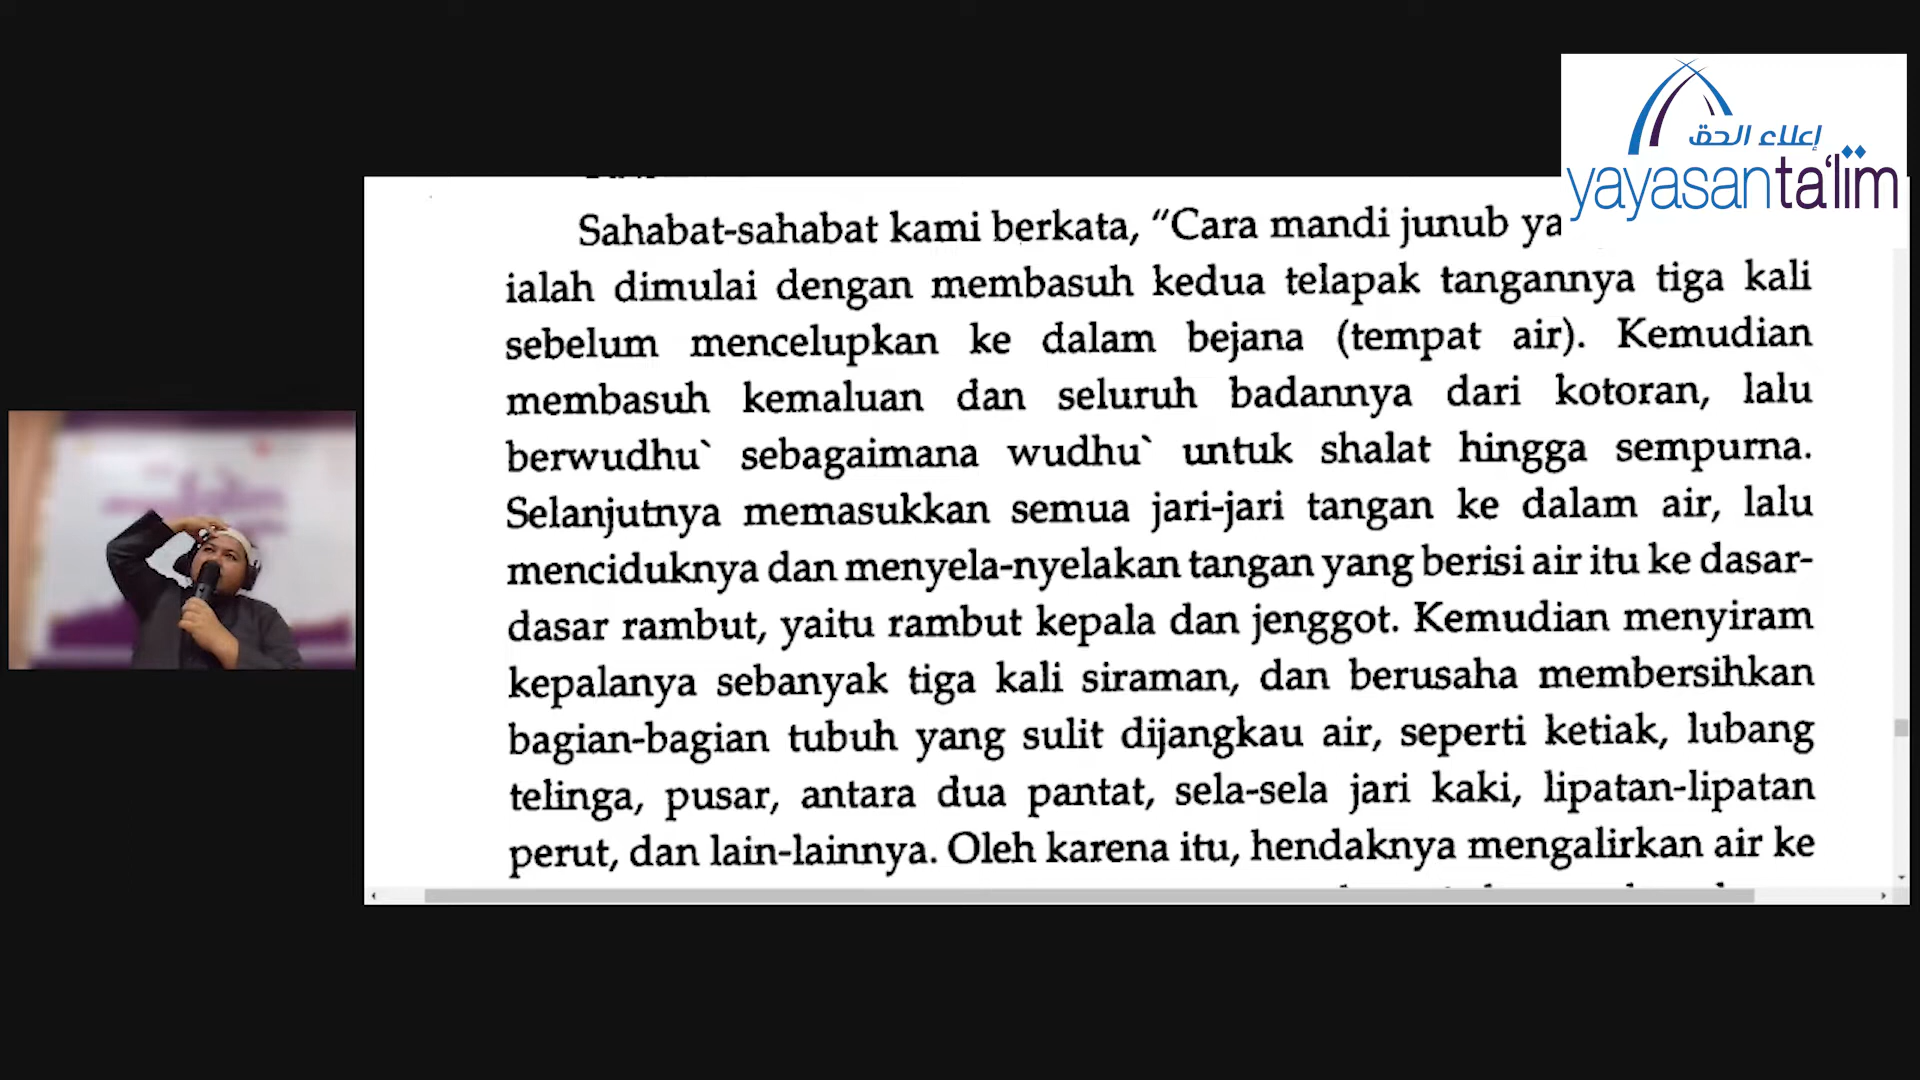 إعلاء الحق
yayasanta'lim
Sahabat-sahabat kami berkata, “Cara mandi junub ya
ialah dimulai dengan membasuh kedua telapak tangannya tiga kali
sebelum mencelupkan ke dalam bejana (tempat air). Kemudian
membasuh kemaluan dan seluruh badannya dari kotoran, lalu
berwudhu` sebagaimana wudhu` untuk shalat hingga sempurna.
Selanjutnya memasukkan semua jari-jari tangan ke dalam air, lalu
menciduknya dan menyela-nyelakan tangan yang berisi air itu ke dasar-
dasar rambut, yaitu rambut kepala dan jenggot. Kemudian menyiram
kepalanya sebanyak tiga kali siraman, dan berusaha membersihkan
bagian-bagian tubuh yang sulit dijangkau air, seperti ketiak, lubang
telinga, pusar, antara dua pantat, sela-sela jari kaki, lipatan-lipatan
perut, dan lain-lainnya. Oleh karena itu, hendaknya mengalirkan air ke